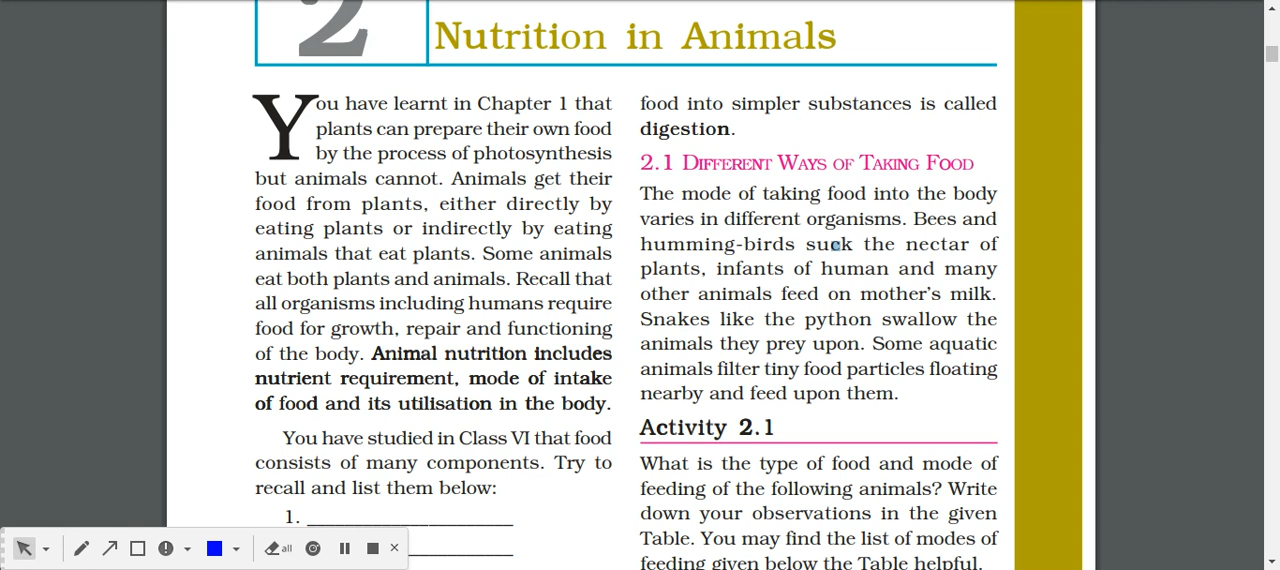 2
Nutrition in Animals
You have learnt in Chapter 1 that
plants can prepare their own food
by the process of photosynthesis
but animals cannot. Animals get their
food from plants, either directly by
eating plants or indirectly by eating
animals that eat plants. Some animals
eat both plants and animals. Recall that
all organisms including humans require
food for growth, repair and functioning
of the body. Animal nutrition includes
nutrient requirement, mode of intake
of food and its utilisation in the body.
You have studied in Class VI that food
consists of many components. Try to
recall and list them below:
1. ______________________
food into simpler substances is called
digestion.
2.1 DIFFERENT WAYS OF TAKING FOOD
The mode of taking food into the body
varies in different organisms. Bees and
humming-birds suck the nectar of
plants, infants of human and many
other animals feed on mother's milk.
Snakes like the python swallow the
animals they prey upon. Some aquatic
animals filter tiny food particles floating
nearby and feed upon them.
Activity 2.1
What is the type of food and mode of
feeding of the following animals? Write
down your observations in the given
Table. You may find the list of modes of
feeding given below the Table helpful.
all